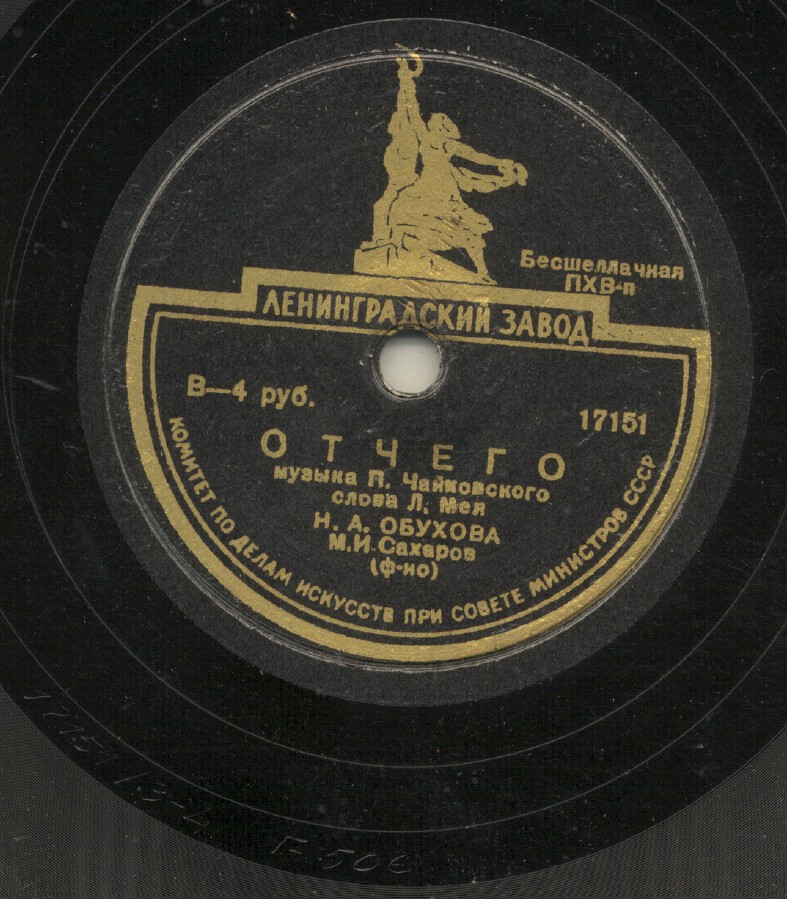 Бесшеллачная
ПХВ-п
ЛЕНИНГРАДСКИЙ ЗАВОД
В—4 руб.
17151
ОТЧЕГО
музыка П. Чайковского
слова Л. Мея
Н. А. ОБУХОВА
М.И. Сахаров
(ф-но)
КОМИТЕТ ПО ДЕЛАМ ИСКУССТВ ПРИ СОВЕТЕ МИНИСТРОВ СССР
17151